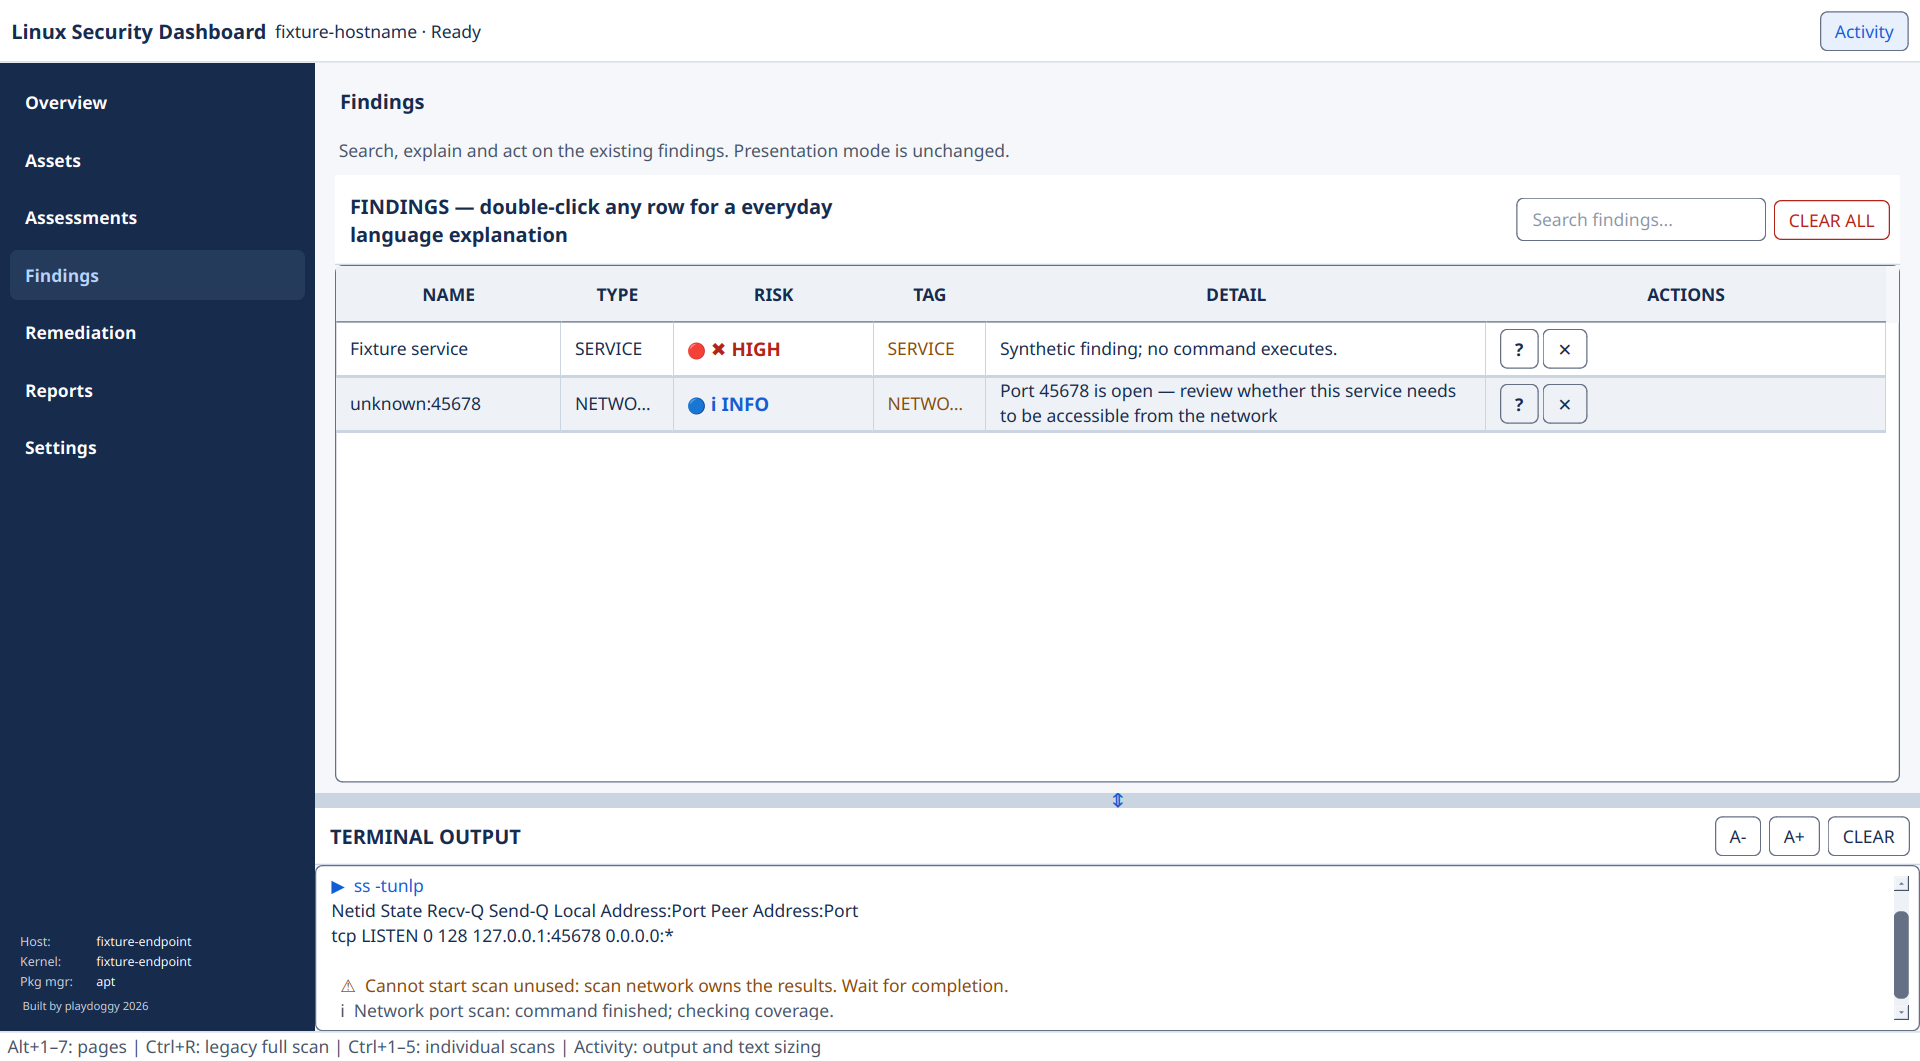 Linux Security Dashboard fixture-hostname · Ready
Activity
Overview
Assets
Assessments
Findings
Remediation
Reports
Settings
Host: fixture-endpoint
Kernel: fixture-endpoint
Pkg mgr: apt
Built by playdoggy 2026
Findings
Search, explain and act on the existing findings. Presentation mode is unchanged.
FINDINGS — double-click any row for a everyday
language explanation
Search findings...
CLEAR ALL
NAME TYPE RISK TAG DETAIL ACTIONS
Fixture service SERVICE 🔴 ✖ HIGH SERVICE Synthetic finding; no command executes. ? ✕
unknown:45678 NETWO... 🔵 i INFO NETWO... Port 45678 is open — review whether this service needs
to be accessible from the network ? ✕
⇕
TERMINAL OUTPUT
A- A+ CLEAR
▶ ss -tunlp
Netid State Recv-Q Send-Q Local Address:Port Peer Address:Port
tcp LISTEN 0 128 127.0.0.1:45678 0.0.0.0:*
⚠ Cannot start scan unused: scan network owns the results. Wait for completion.
i Network port scan: command finished; checking coverage.
Alt+1–7: pages | Ctrl+R: legacy full scan | Ctrl+1–5: individual scans | Activity: output and text sizing